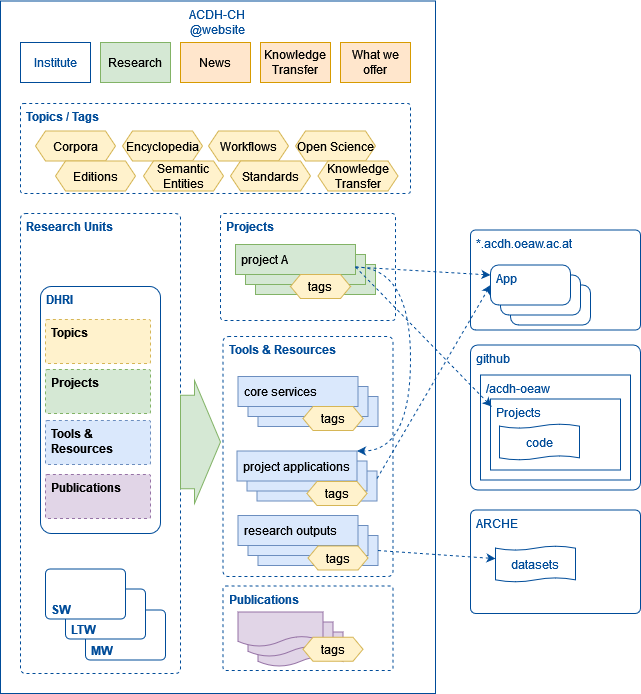 ACDH-CH
@website
Institute
Research
News
Knowledge
Transfer
What we
offer
Topics / Tags
Corpora
Encyclopedia
Workflows
Open Science
Editions
Semantic
Entities
Standards
Knowledge
Transfer
Research Units
DHRI
Topics
Projects
Tools &
Resources
Publications
SW
LTW
MW
Projects
project A
tags
Tools & Resources
core services
tags
project applications
tags
research outputs
tags
Publications
tags
*.acdh.oeaw.ac.at
App
github
/acdh-oeaw
Projects
code
ARCHE
datasets